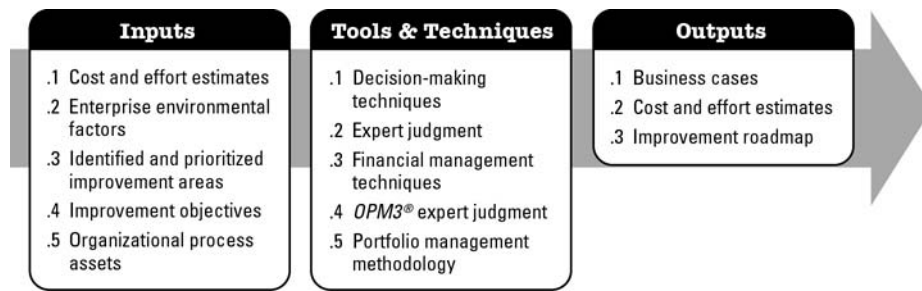 Inputs
.1 Cost and effort estimates
.2 Enterprise environmental
factors
.3 Identified and prioritized
improvement areas
.4 Improvement objectives
.5 Organizational process
assets
Tools & Techniques
.1 Decision-making
techniques
.2 Expert judgment
.3 Financial management
techniques
.4 OPM3® expert judgment
.5 Portfolio management
methodology
Outputs
.1 Business cases
.2 Cost and effort estimates
.3 Improvement roadmap